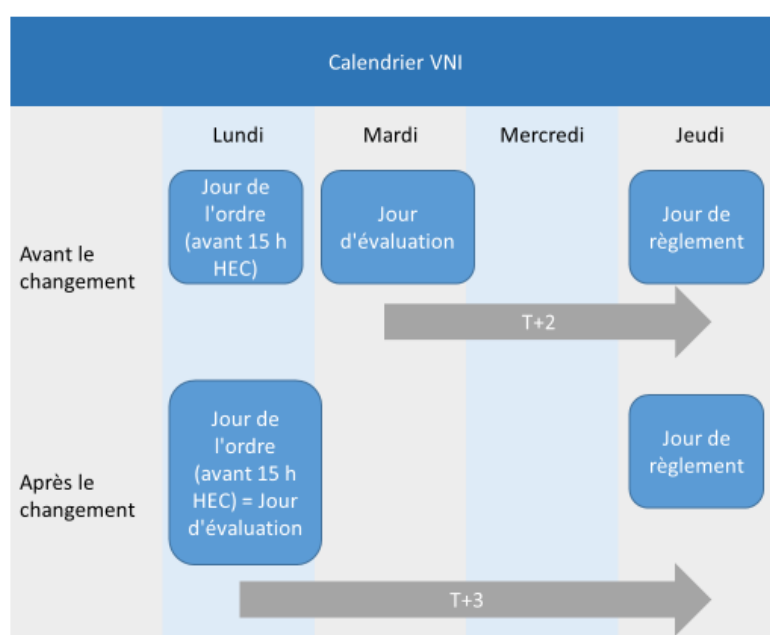 Calendrier VNI
Lundi
Mardi
Mercredi
Jeudi
Avant le
changement
Jour de
l'ordre
(avant 15 h
HEC)
Jour
d'évaluation
Jour de
règlement
T+2
Après le
changement
Jour de
l'ordre
(avant 15 h
HEC) = Jour
d'évaluation
Jour de
règlement
T+3